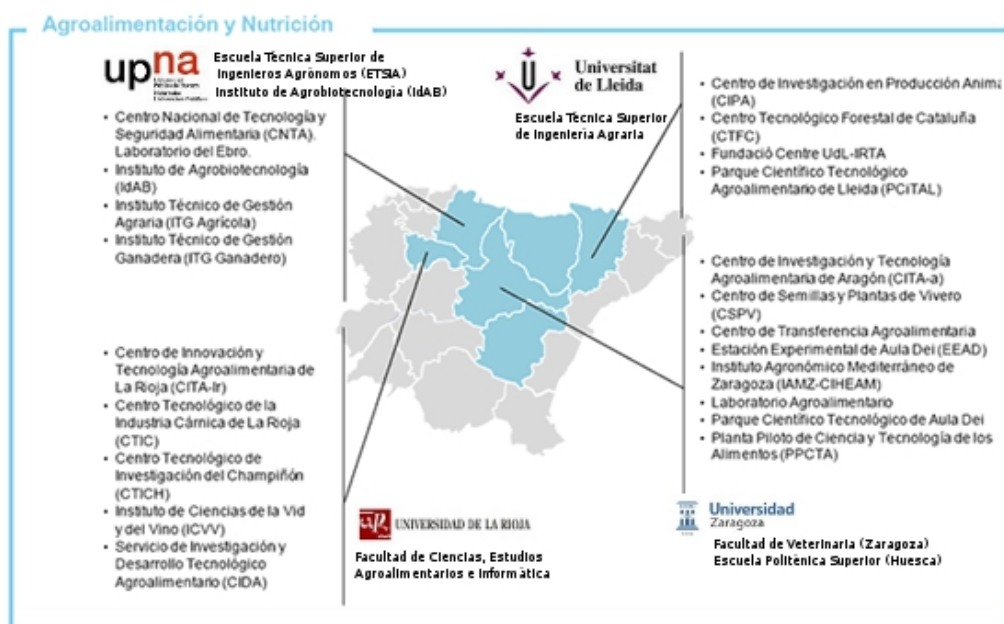 Agroalimentación y Nutrición
upna
Escuela Tècnica Superior de
Ingenieros Agrònomos (ETSIA)
Instituto de Agrobiotecnologìa (IdAB)
• Centro Nacional de Tecnología y
Seguridad Alimentaria (CNTA).
Laboratorio del Ebro.
• Instituto de Agrobiotecnología
(IdAB)
• Instituto Técnico de Gestión
Agraria (ITG Agrícola)
• Instituto Técnico de Gestión
Ganadera (ITG Ganadero)
Universitat
de Lleida
Escuela Tècnica Superior
de Ingenierìa Agraria
• Centro de Investigación en Producción Anima
(CIPA)
• Centro Tecnológico Forestal de Cataluña
(CTFC)
• Fundació Centre UdL-IRTA
• Parque Científico Tecnológico
Agroalimentario de Lleida (PCiTAL)
• Centro de Investigación y Tecnología
Agroalimentaria de Aragón (CITA-a)
• Centro de Semillas y Plantas de Vivero
(CSPV)
• Centro de Transferencia Agroalimentaria
• Estación Experimental de Aula Dei (EEAD)
• Instituto Agronómico Mediterráneo de
Zaragoza (IAMZ-CIHEAM)
• Laboratorio Agroalimentario
• Parque Científico Tecnológico de Aula Dei
• Planta Piloto de Ciencia y Tecnología de los
Alimentos (PPCTA)
• Centro de Innovación y
Tecnología Agroalimentaria de
La Rioja (CITA-lr)
• Centro Tecnológico de la
Industria Cárnica de La Rioja
(CTIC)
• Centro Tecnológico de
Investigación del Champiñón
(CTICH)
• Instituto de Ciencias de la Vid
y del Vino (ICVV)
• Servicio de Investigación y
Desarrollo Tecnológico
Agroalimentario (CIDA)
UNIVERSIDAD DE LA RIOJA
Facultad de Ciencias, Estudios
Agroalimentarios e Informàtica
Universidad
Zaragoza
Facultad de Veterinaria (Zaragoza)
Escuela Politècnica Superior (Huesca)